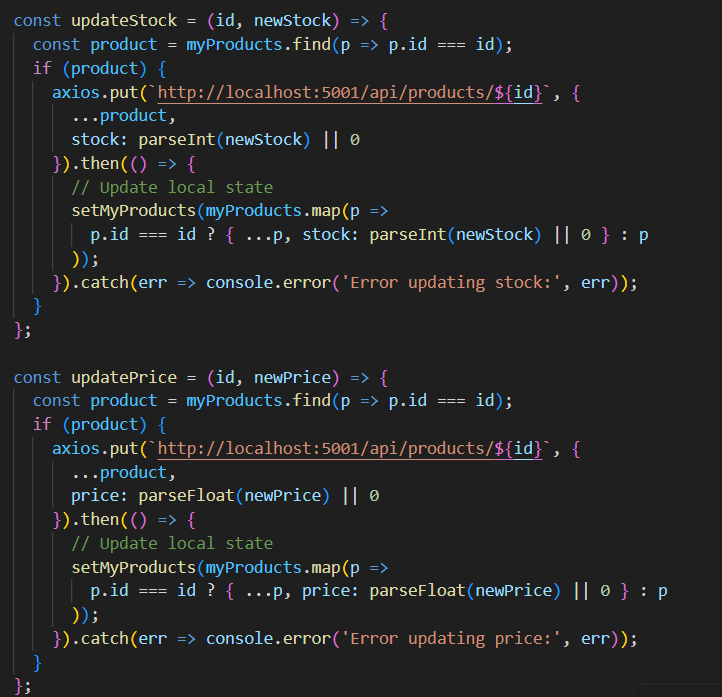 const updateStock = (id, newStock) => {
  const product = myProducts.find(p => p.id === id);
  if (product) {
    axios.put(`http://localhost:5001/api/products/${id}`, {
      ...product,
      stock: parseInt(newStock) || 0
    }).then(() => {
      // Update local state
      setMyProducts(myProducts.map(p =>
        p.id === id ? { ...p, stock: parseInt(newStock) || 0 } : p
      ));
    }).catch(err => console.error('Error updating stock:', err));
  }
};

const updatePrice = (id, newPrice) => {
  const product = myProducts.find(p => p.id === id);
  if (product) {
    axios.put(`http://localhost:5001/api/products/${id}`, {
      ...product,
      price: parseFloat(newPrice) || 0
    }).then(() => {
      // Update local state
      setMyProducts(myProducts.map(p =>
        p.id === id ? { ...p, price: parseFloat(newPrice) || 0 } : p
      ));
    }).catch(err => console.error('Error updating price:', err));
  }
};